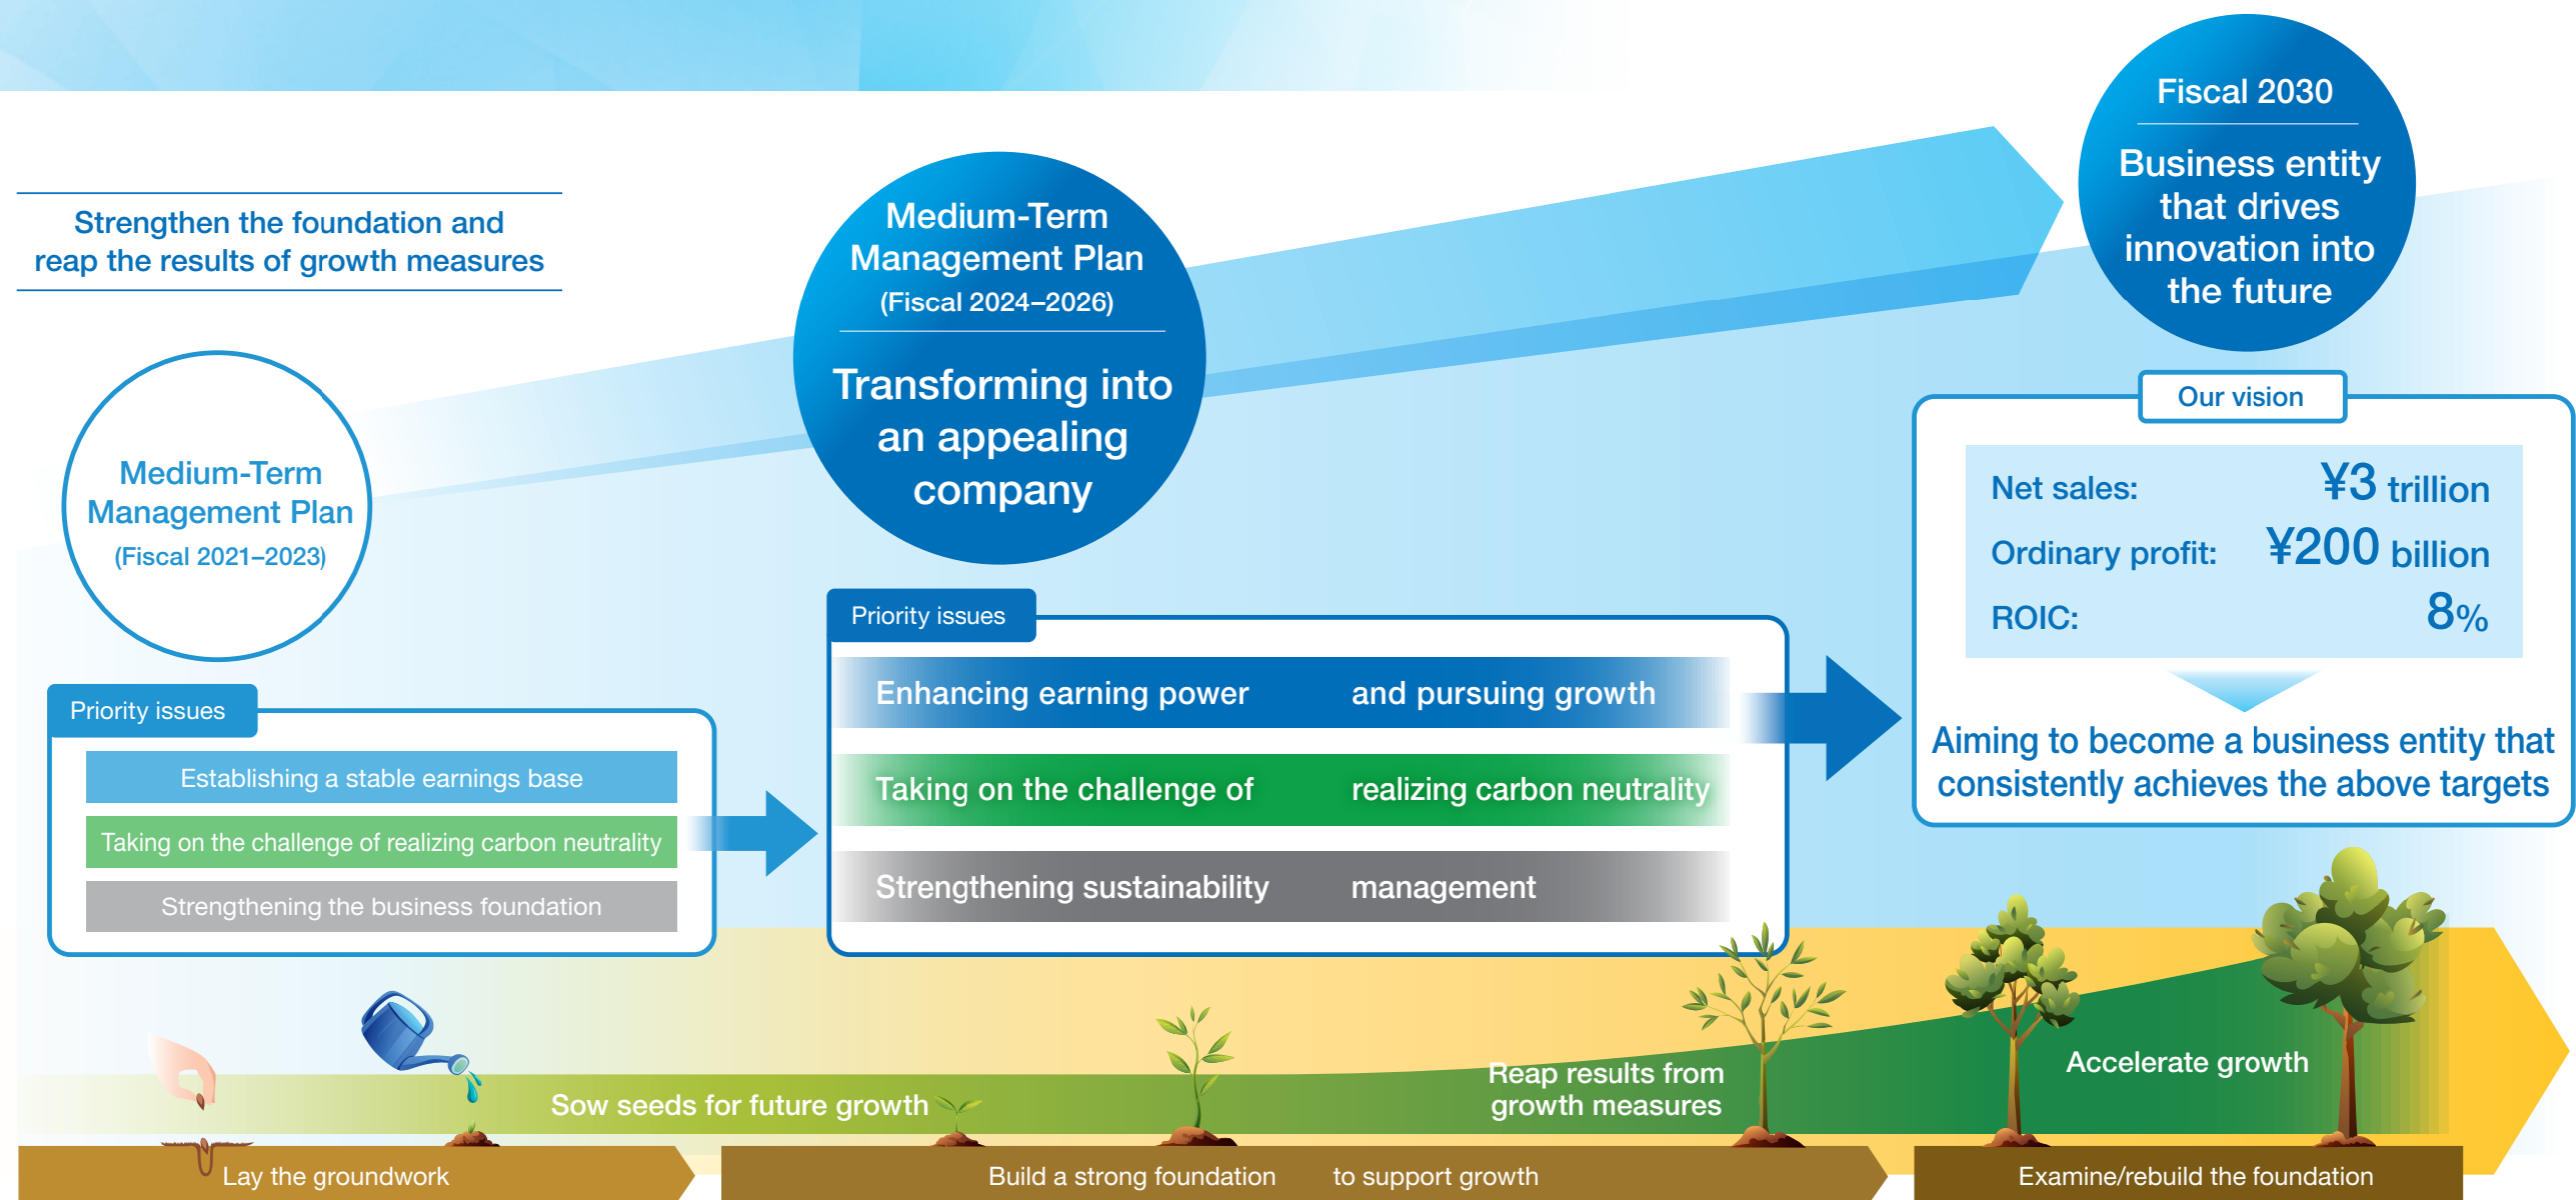 Strengthen the foundation and
reap the results of growth measures
Medium-Term
Management Plan
(Fiscal 2021–2023)
Priority issues
Establishing a stable earnings base
Taking on the challenge of realizing carbon neutrality
Strengthening the business foundation
Medium-Term
Management Plan
(Fiscal 2024–2026)
Transforming into
an appealing
company
Priority issues
Enhancing earning power and pursuing growth
Taking on the challenge of realizing carbon neutrality
Strengthening sustainability management
Fiscal 2030
Business entity
that drives
innovation into
the future
Our vision
Net sales: ¥3 trillion
Ordinary profit: ¥200 billion
ROIC: 8%
Aiming to become a business entity that
consistently achieves the above targets
Sow seeds for future growth
Reap results from
growth measures
Accelerate growth
Lay the groundwork
Build a strong foundation to support growth
Examine/rebuild the foundation